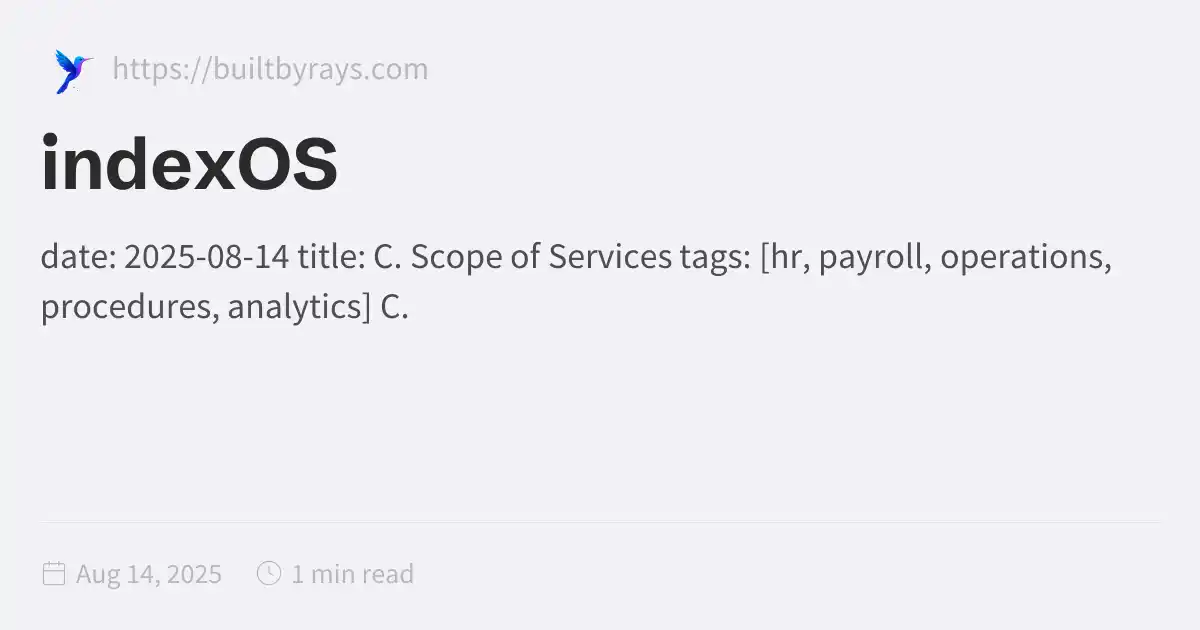 https://builtbyrays.com
indexOS
date: 2025-08-14 title: C. Scope of Services tags: [hr, payroll, operations,
procedures, analytics] C.
Aug 14, 2025 1 min read